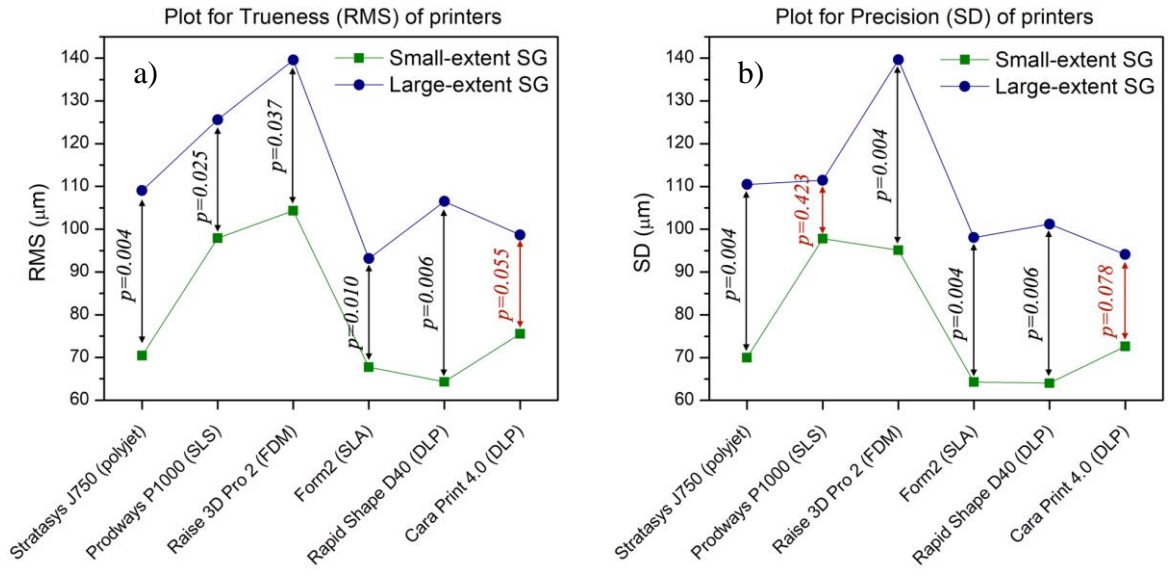 Plot for Trueness (RMS) of printers
a)
Small-extent SG
Large-extent SG
RMS (μm)
140
130
120
110
100
90
80
70
60
p=0.004
p=0.025
p=0.037
p=0.010
p=0.006
p=0.055
Stratasys J750 (polyjet)
Prodways P1000 (SLS)
Raise 3D Pro 2 (FDM)
Form2 (SLA)
Rapid Shape D40 (DLP)
Cara Print 4.0 (DLP)
Plot for Precision (SD) of printers
b)
Small-extent SG
Large-extent SG
SD (μm)
140
130
120
110
100
90
80
70
60
p=0.004
p=0.423
p=0.004
p=0.004
p=0.006
p=0.078
Stratasys J750 (polyjet)
Prodways P1000 (SLS)
Raise 3D Pro 2 (FDM)
Form2 (SLA)
Rapid Shape D40 (DLP)
Cara Print 4.0 (DLP)